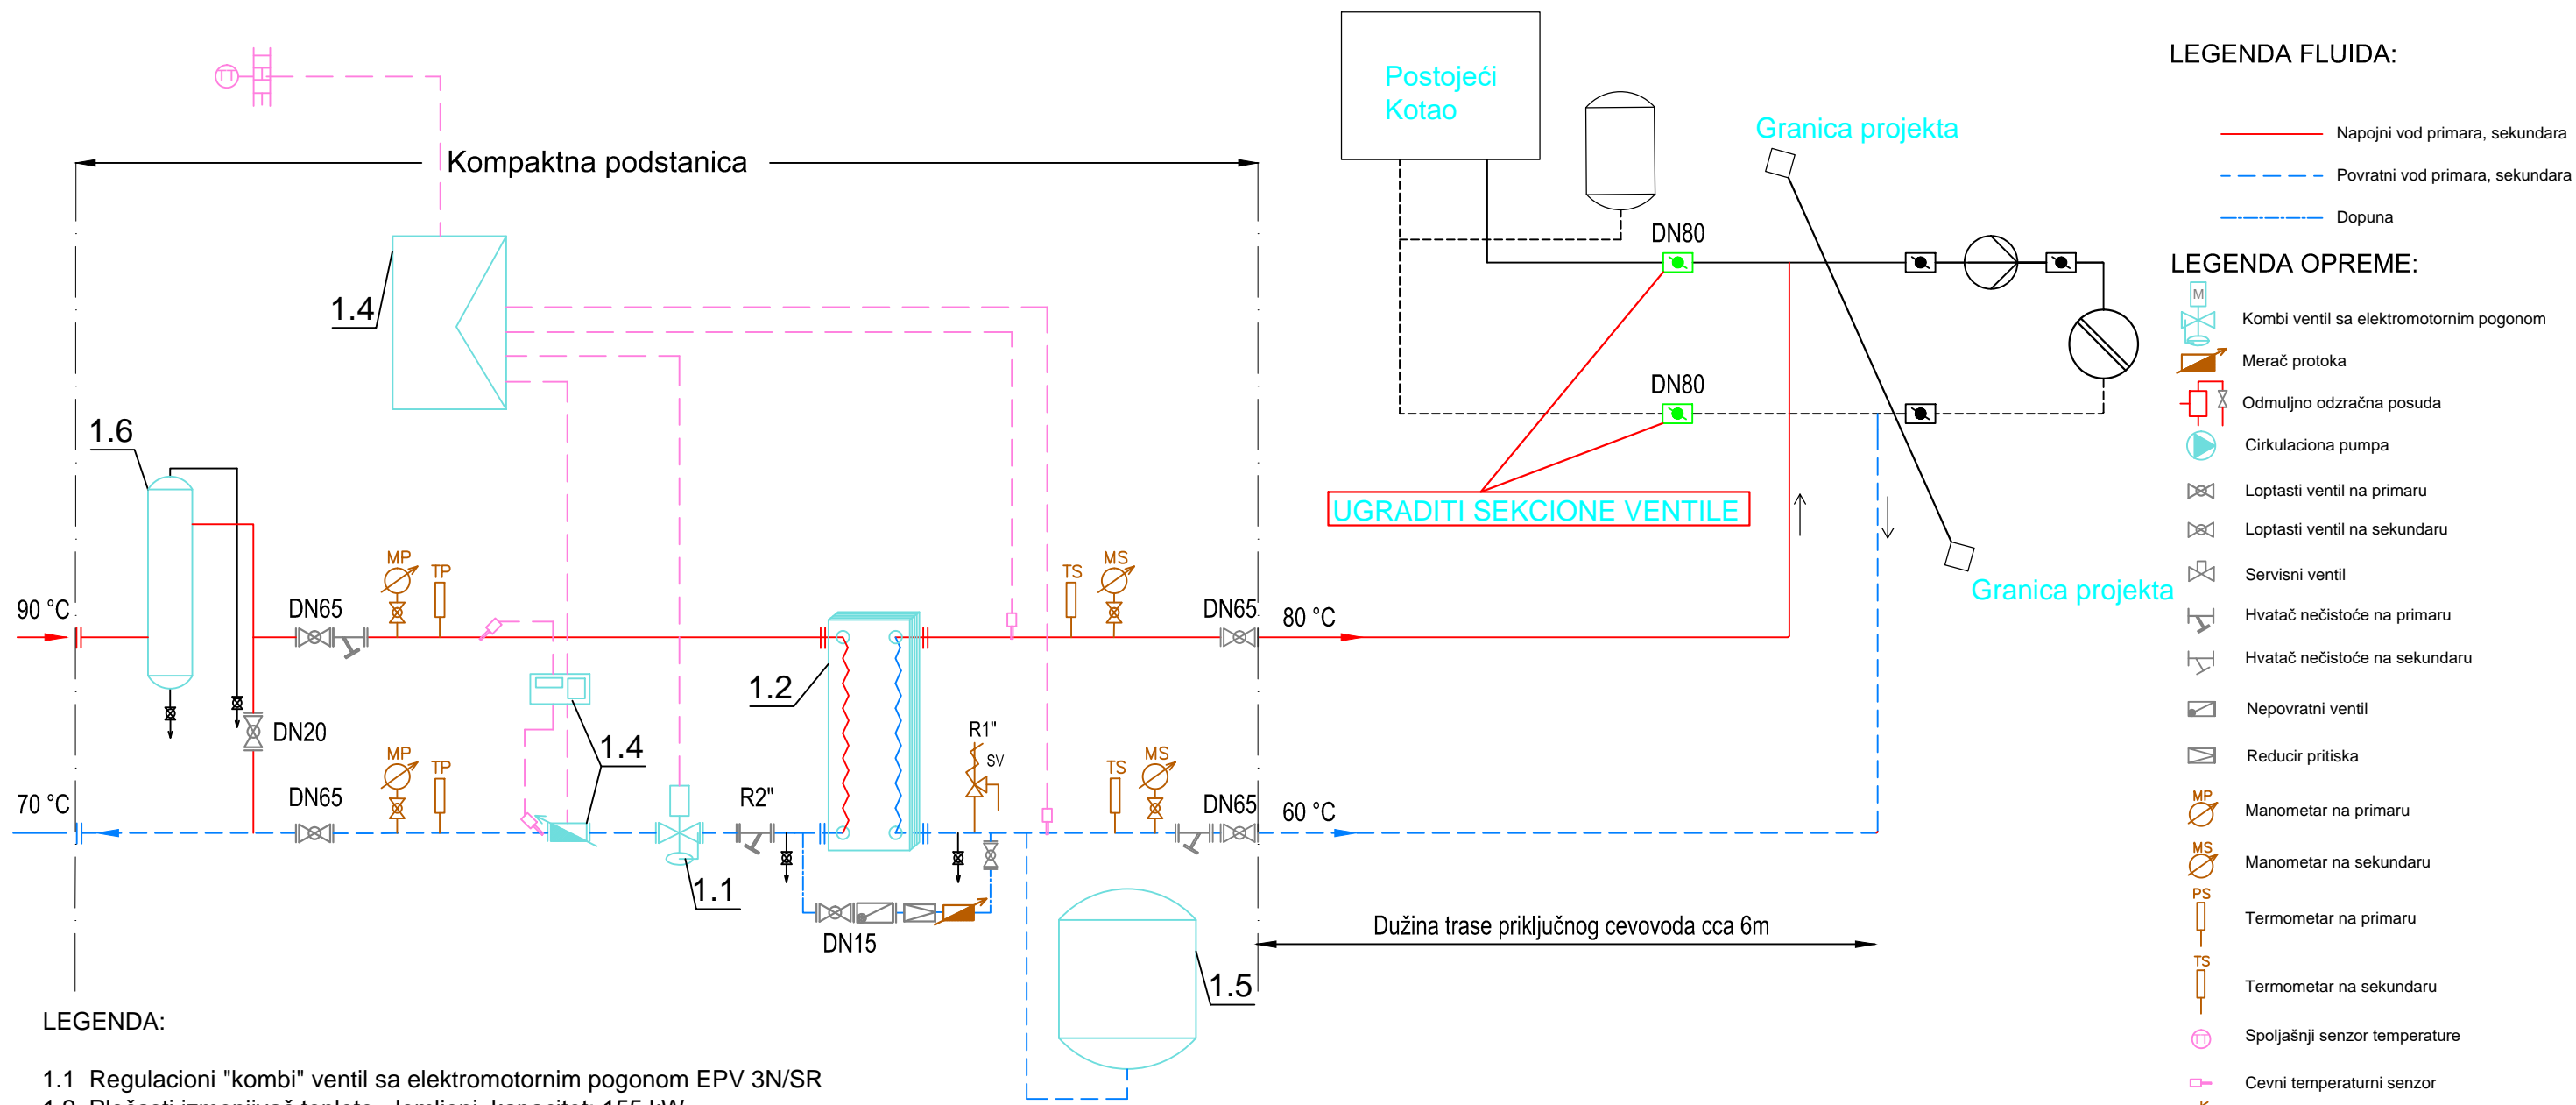 LEGENDA FLUIDA:
Napojni vod primara, sekundara
Povratni vod primara, sekundara
Dopuna
LEGENDA OPREME:
M
Kombi ventil sa elektromotornim pogonom
Merač protoka
Odmuljno odzračna posuda
Cirkulaciona pumpa
Loptasti ventil na primaru
Loptasti ventil na sekundaru
Servisni ventil
Hvatač nečistoće na primaru
Hvatač nečistoće na sekundaru
Nepovratni ventil
Reducir pritiska
MP
Manometar na primaru
MS
Manometar na sekundaru
PS
Termometar na primaru
TS
Termometar na sekundaru
Spoljašnji senzor temperature
Cevni temperaturni senzor
Postojeći
Kotao
Granica projekta
Kompaktna podstanica
DN80
1.4
DN80
1.6
UGRADITI SEKCIONE VENTILE
MP
TP
TS
MS
Granica projekta
90 °C
DN65
DN65
80 °C
1.2
DN20
R1"
SV
MP
TP
1.4
TS
MS
70 °C
DN65
R2"
DN65
60 °C
1.1
DN15
Dužina trase priključnog cevovoda cca 6m
1.5
LEGENDA:
1.1 Regulacioni "kombi" ventil sa elektromotornim pogonom EPV 3N/SR